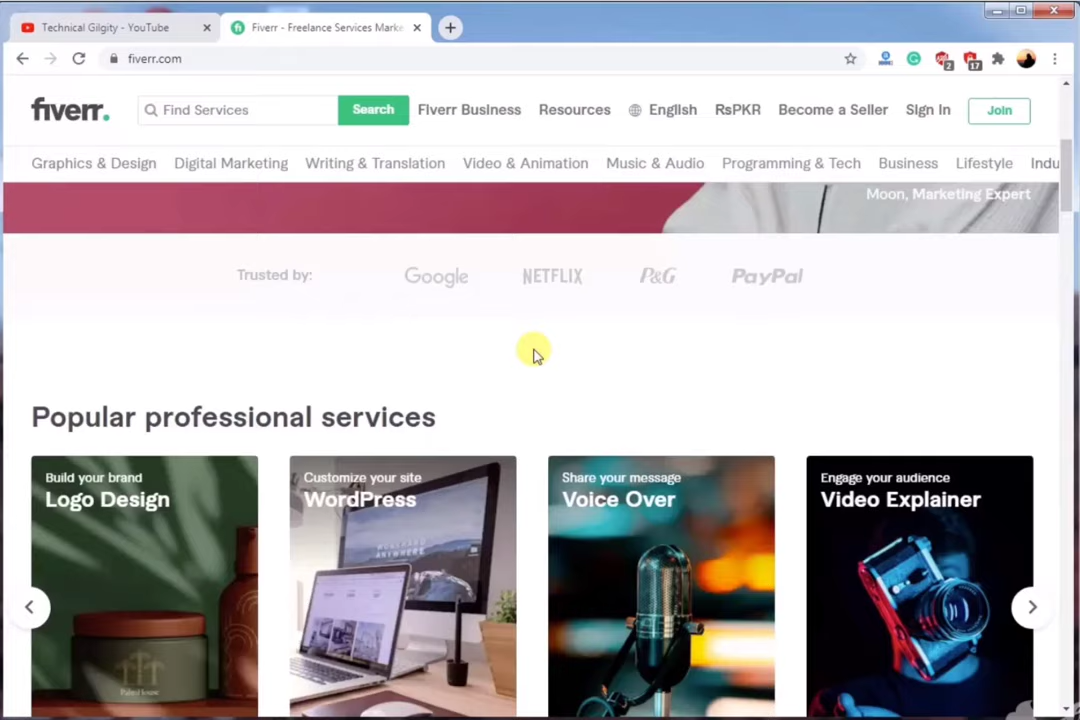 Technical Gilgity - YouTube
Fiverr - Freelance Services Marke
fiverr.com
2
17
fiverr.
Find Services
Search
Fiverr Business
Resources
English
RsPKR
Become a Seller
Sign In
Join
Graphics & Design
Digital Marketing
Writing & Translation
Video & Animation
Music & Audio
Programming & Tech
Business
Lifestyle
Indu
Moon, Marketing Expert
Trusted by:
Google
NETFLIX
P&G
PayPal
Popular professional services
Build your brand
Logo Design
Customize your site
WordPress
Share your message
Voice Over
Engage your audience
Video Explainer